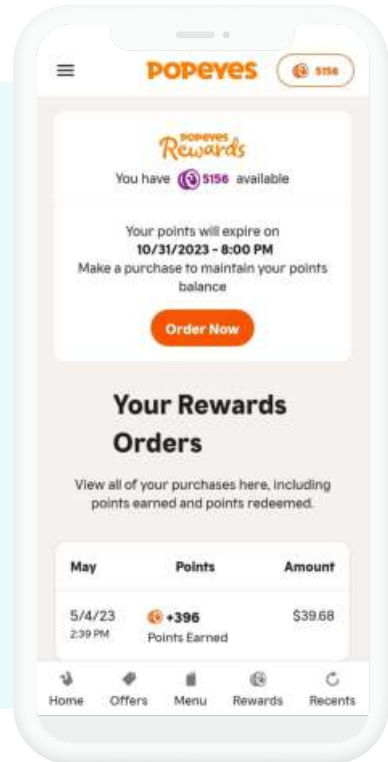 POPEYES
5156
POPEYES
Rewards
You have 5156 available
Your points will expire on
10/31/2023 - 8:00 PM
Make a purchase to maintain your points
balance
Order Now
Your Rewards
Orders
View all of your purchases here, including
points earned and points redeemed.
May Points Amount
5/4/23 +396 $39.68
2:39 PM Points Earned
Home Offers Menu Rewards Recents